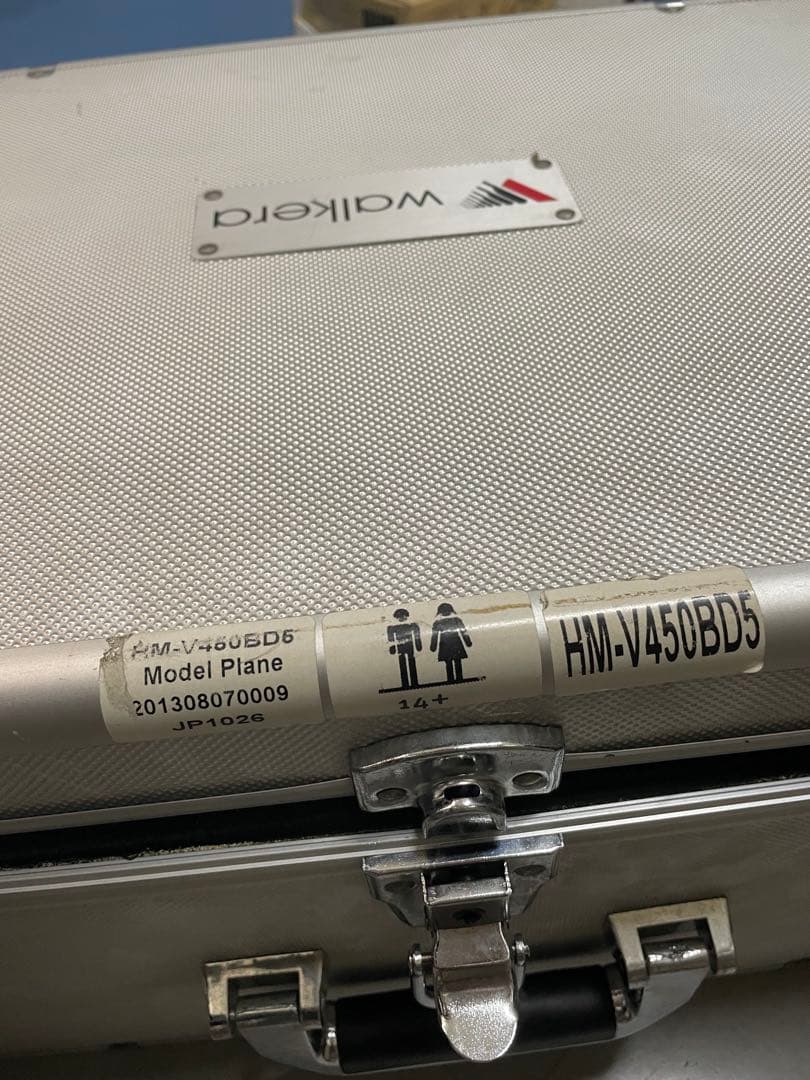 walkera
HM-V450BD5
Model Plane
201308070009
JP1026
14+
HM-V450BD5